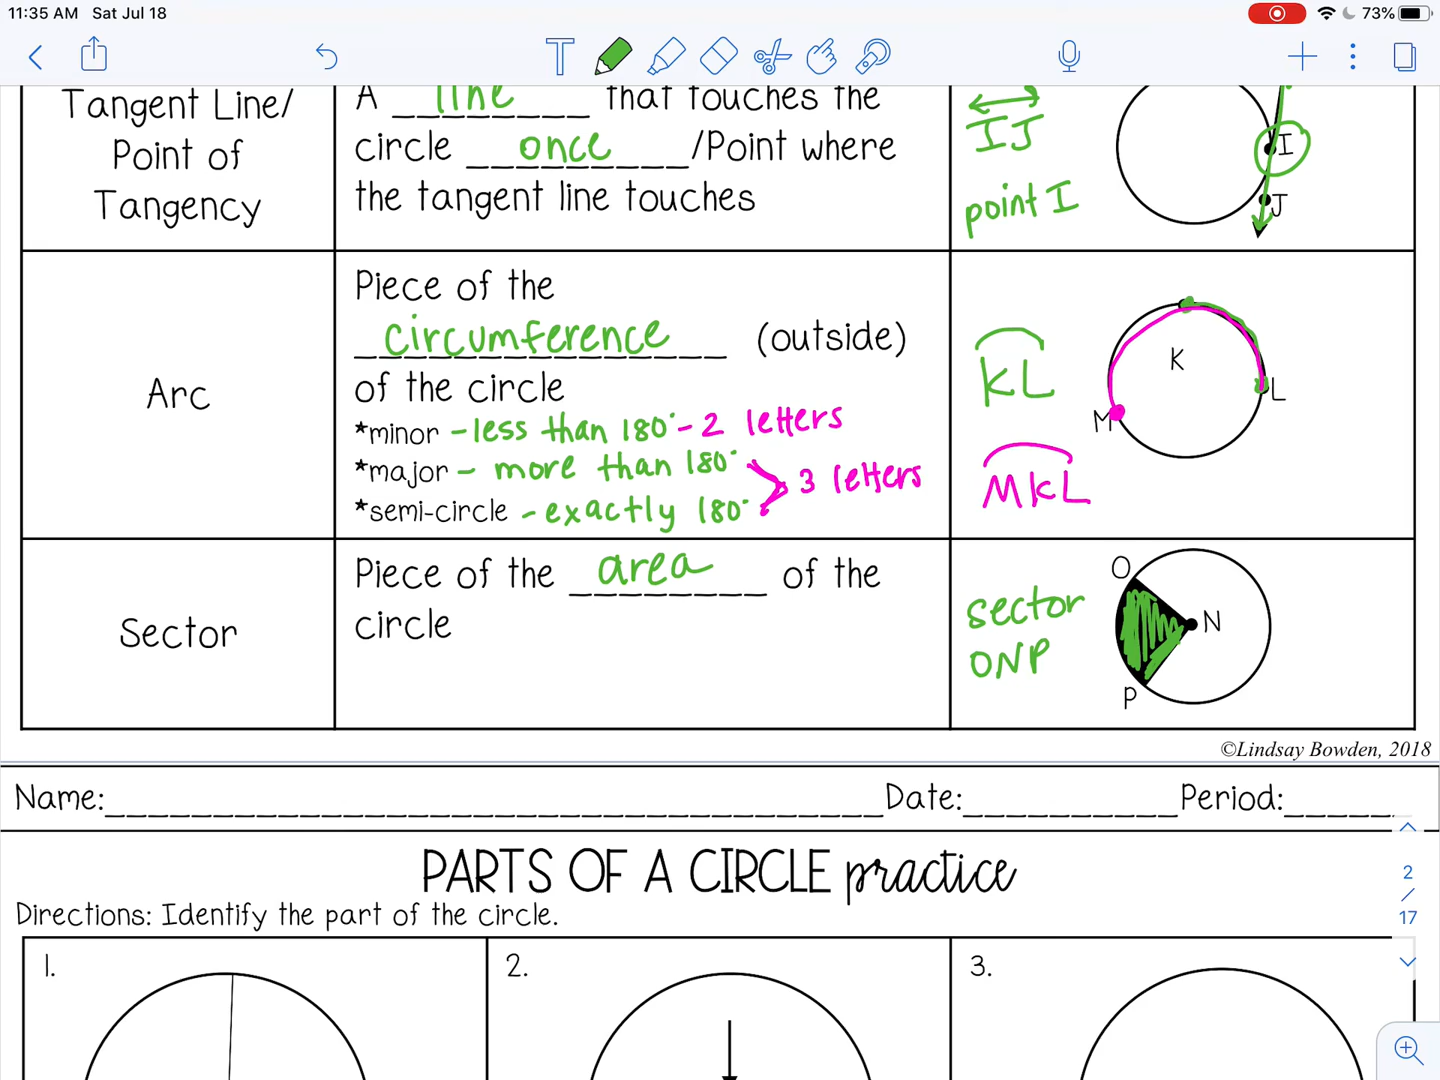 11:35 AM Sat Jul 18
73%
T
Tangent Line/
Point of
Tangency
A line that touches the
circle once/Point where
the tangent line touches
IJ
point I
I
J
Arc
Piece of the
circumference (outside)
of the circle
*minor - less than 180° - 2 letters
*major - more than 180°
3 letters
*semi-circle - exactly 180°
KL
MKL
K
L
M
Sector
Piece of the area of the
circle
sector
ONP
O
N
P
©Lindsay Bowden, 2018
Name: Date: Period:
PARTS OF A CIRCLE practice
Directions: Identify the part of the circle.
1.
2.
3.
2
/
17